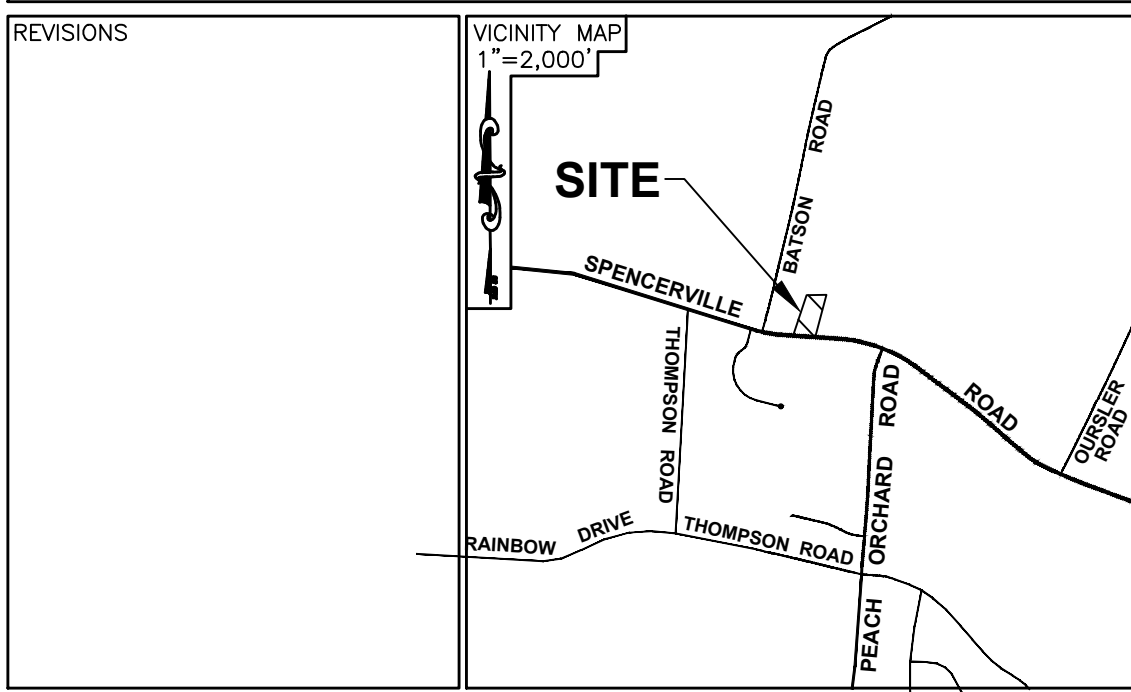 REVISIONS
VICINITY MAP
1"=2,000'
SITE
BATSON ROAD
SPENCERVILLE ROAD
THOMPSON ROAD
PEACH ORCHARD ROAD
OURSLER
ROAD
RAINBOW DRIVE
THOMPSON ROAD